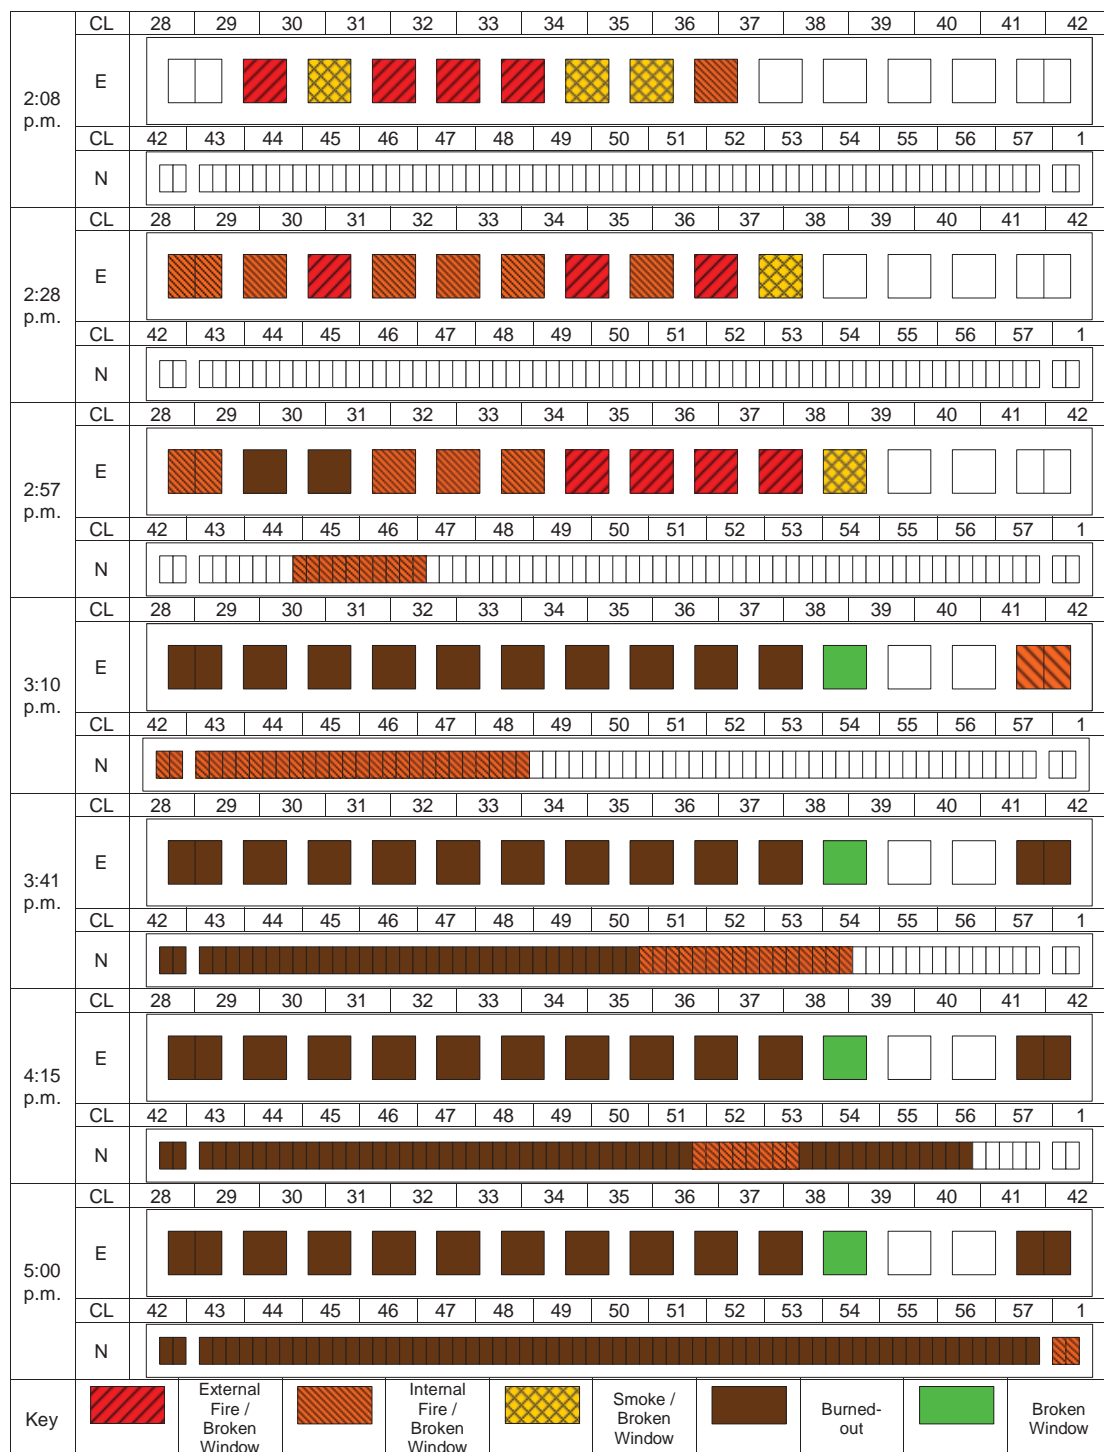 CL 28 29 30 31 32 33 34 35 36 37 38 39 40 41 42
2:08
p.m.
E
CL 42 43 44 45 46 47 48 49 50 51 52 53 54 55 56 57 1
N
CL 28 29 30 31 32 33 34 35 36 37 38 39 40 41 42
2:28
p.m.
E
CL 42 43 44 45 46 47 48 49 50 51 52 53 54 55 56 57 1
N
CL 28 29 30 31 32 33 34 35 36 37 38 39 40 41 42
2:57
p.m.
E
CL 42 43 44 45 46 47 48 49 50 51 52 53 54 55 56 57 1
N
CL 28 29 30 31 32 33 34 35 36 37 38 39 40 41 42
3:10
p.m.
E
CL 42 43 44 45 46 47 48 49 50 51 52 53 54 55 56 57 1
N
CL 28 29 30 31 32 33 34 35 36 37 38 39 40 41 42
3:41
p.m.
E
CL 42 43 44 45 46 47 48 49 50 51 52 53 54 55 56 57 1
N
CL 28 29 30 31 32 33 34 35 36 37 38 39 40 41 42
4:15
p.m.
E
CL 42 43 44 45 46 47 48 49 50 51 52 53 54 55 56 57 1
N
CL 28 29 30 31 32 33 34 35 36 37 38 39 40 41 42
5:00
p.m.
E
CL 42 43 44 45 46 47 48 49 50 51 52 53 54 55 56 57 1
N
Key
External
Fire /
Broken
Window
Internal
Fire /
Broken
Window
Smoke /
Broken
Window
Burned-
out
Broken
Window